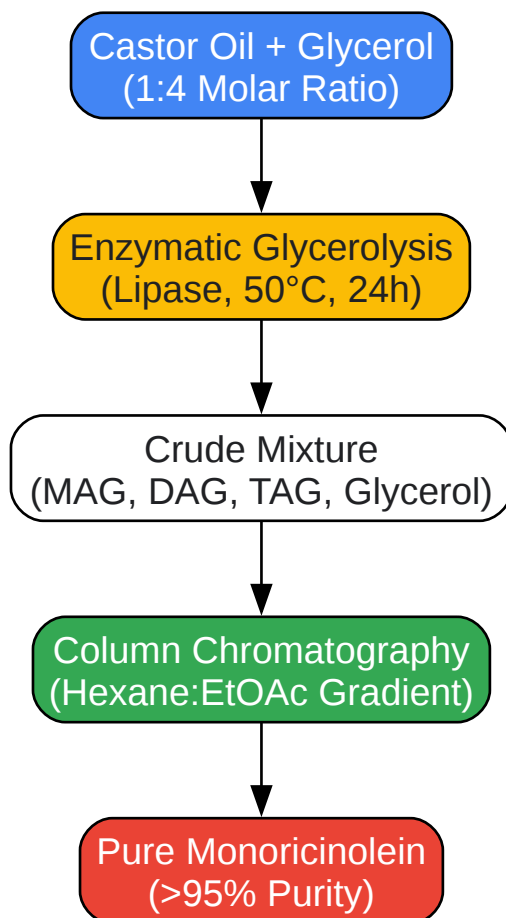 Castor Oil + Glycerol
(1:4 Molar Ratio)
Enzymatic Glycerolysis
(Lipase, 50°C, 24h)
Crude Mixture
(MAG, DAG, TAG, Glycerol)
Column Chromatography
(Hexane:EtOAc Gradient)
Pure Monoricinolein
(>95% Purity)